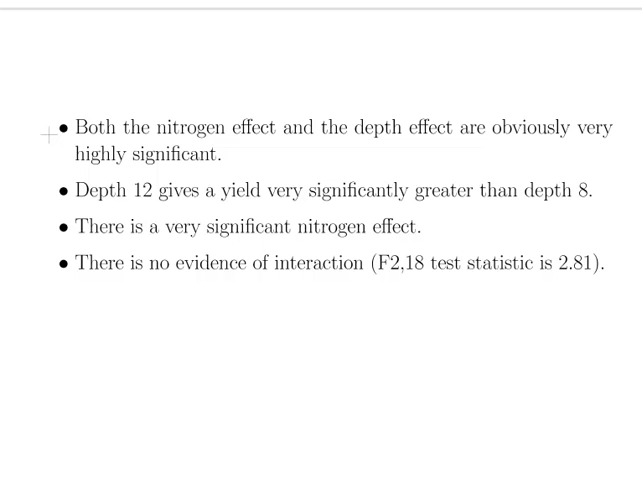 • Both the nitrogen effect and the depth effect are obviously very
highly significant.
• Depth 12 gives a yield very significantly greater than depth 8.
• There is a very significant nitrogen effect.
• There is no evidence of interaction (F2,18 test statistic is 2.81).